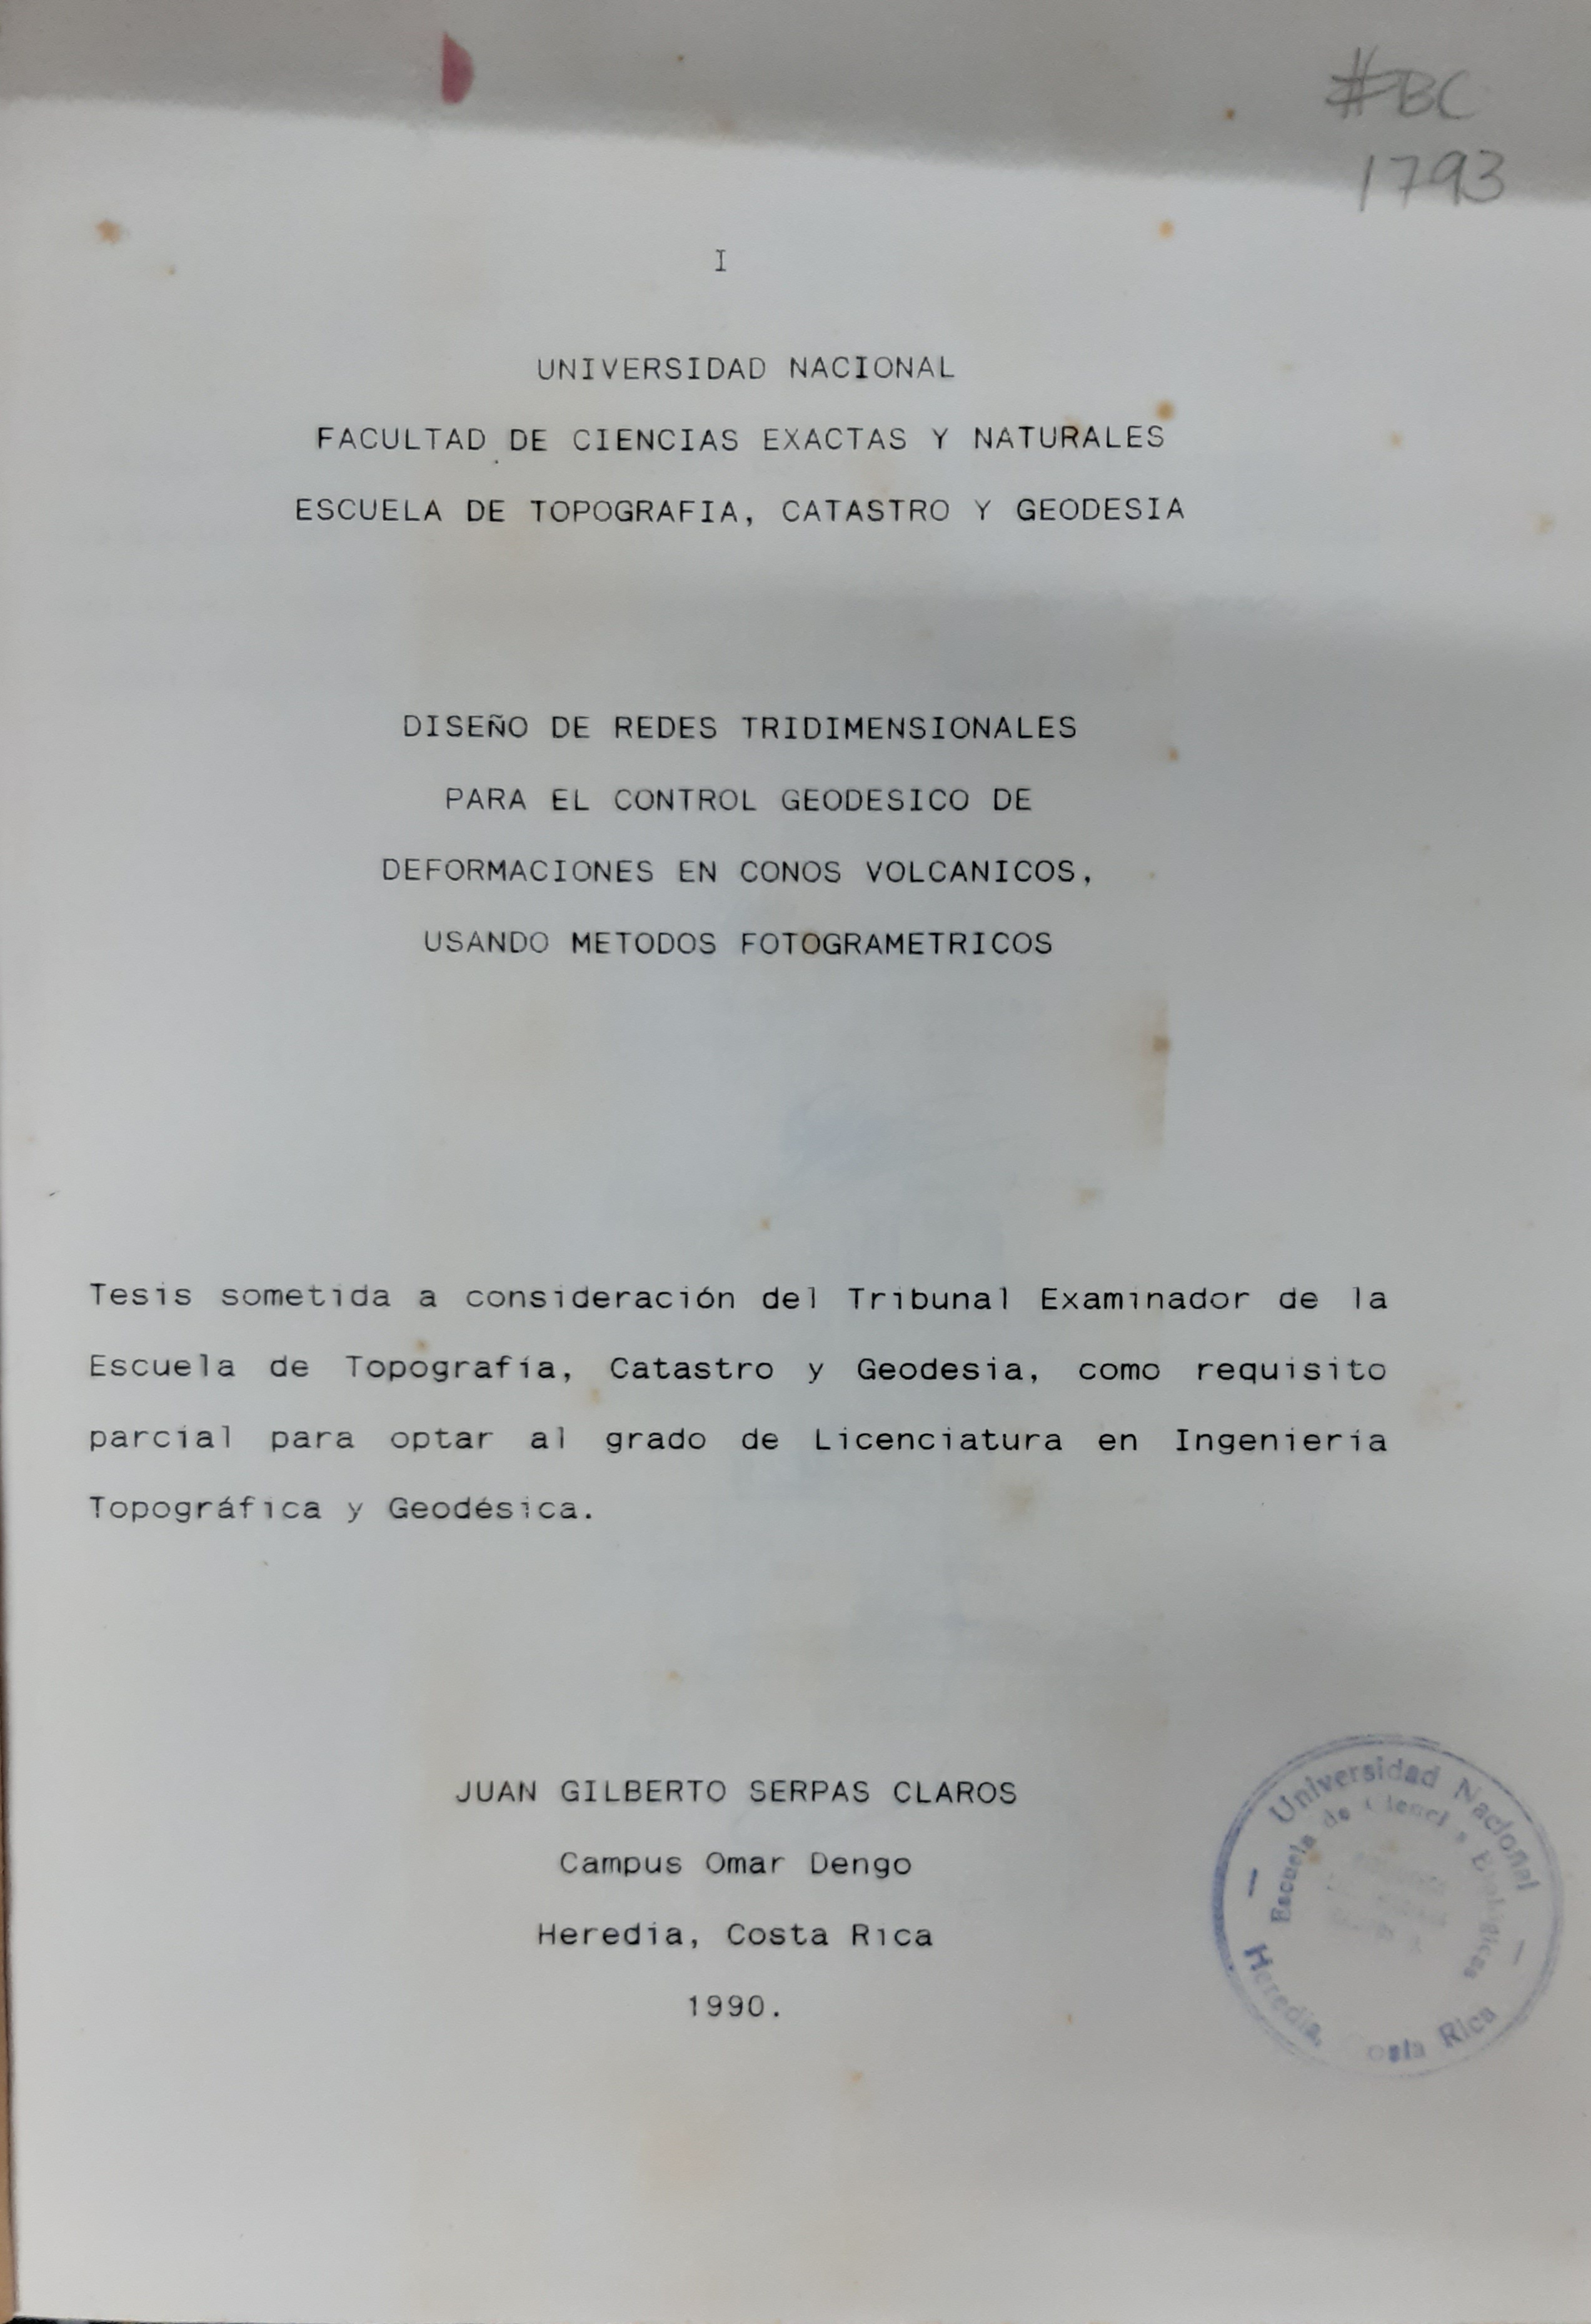 #BC
1793
I
UNIVERSIDAD NACIONAL
FACULTAD DE CIENCIAS EXACTAS Y NATURALES
ESCUELA DE TOPOGRAFIA, CATASTRO Y GEODESIA
DISEÑO DE REDES TRIDIMENSIONALES
PARA EL CONTROL GEODESICO DE
DEFORMACIONES EN CONOS VOLCANICOS,
USANDO METODOS FOTOGRAMETRICOS
Tesis sometida a consideración del Tribunal Examinador de la
Escuela de Topografía, Catastro y Geodesia, como requisito
parcial para optar al grado de Licenciatura en Ingeniería
Topográfica y Geodésica.
JUAN GILBERTO SERPAS CLAROS
Campus Omar Dengo
Heredia, Costa Rica
1990.
Universidad Nacional
Escuela de
Heredia, Rica